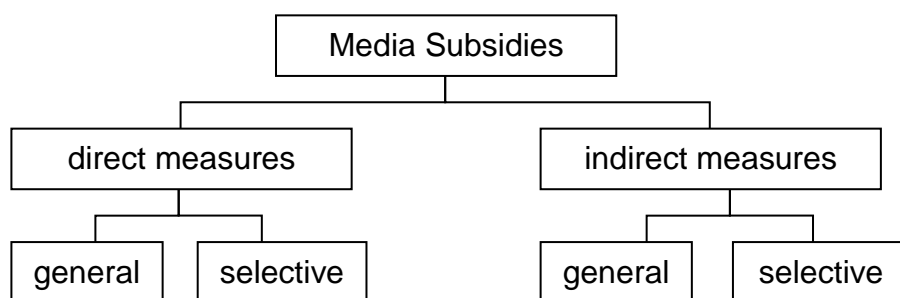 Media Subsidies
direct measures
indirect measures
general
selective
general
selective